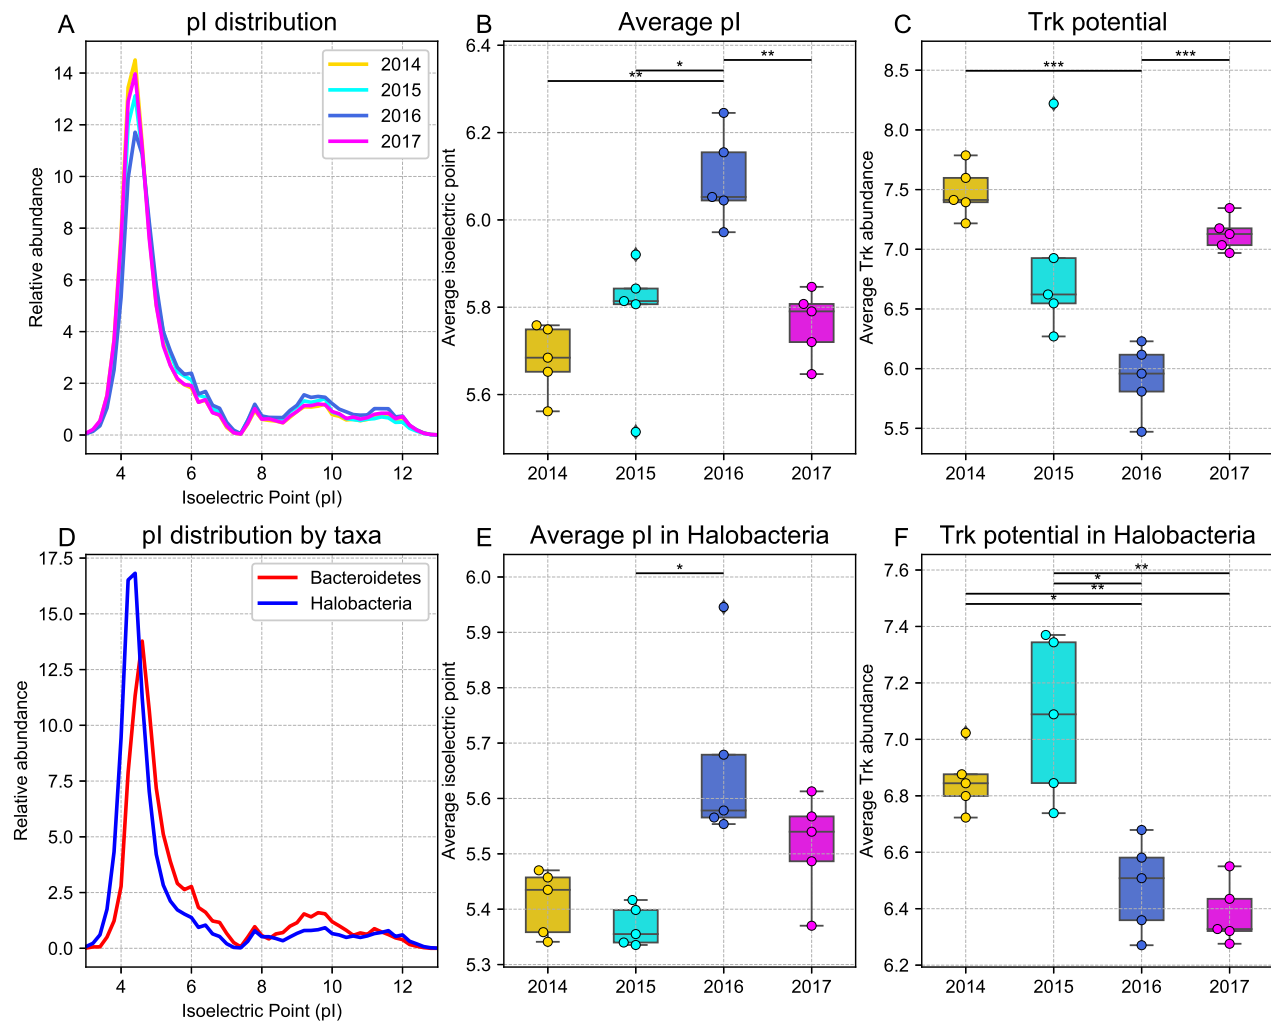 A pI distribution
14
12
10
8
6
4
2
0
Relative abundance
2014
2015
2016
2017
4 6 8 10 12
Isoelectric Point (pI)
B Average pI
6.4
6.2
6.0
5.8
5.6
Average isoelectric point
**
*
**
2014 2015 2016 2017
C Trk potential
8.5
8.0
7.5
7.0
6.5
6.0
5.5
Average Trk abundance
***
***
2014 2015 2016 2017
D pI distribution by taxa
17.5
15.0
12.5
10.0
7.5
5.0
2.5
0.0
Relative abundance
Bacteroidetes
Halobacteria
4 6 8 10 12
Isoelectric Point (pI)
E Average pI in Halobacteria
6.0
5.9
5.8
5.7
5.6
5.5
5.4
5.3
Average isoelectric point
*
2014 2015 2016 2017
F Trk potential in Halobacteria
7.6
7.4
7.2
7.0
6.8
6.6
6.4
6.2
Average Trk abundance
**
*
**
*
2014 2015 2016 2017